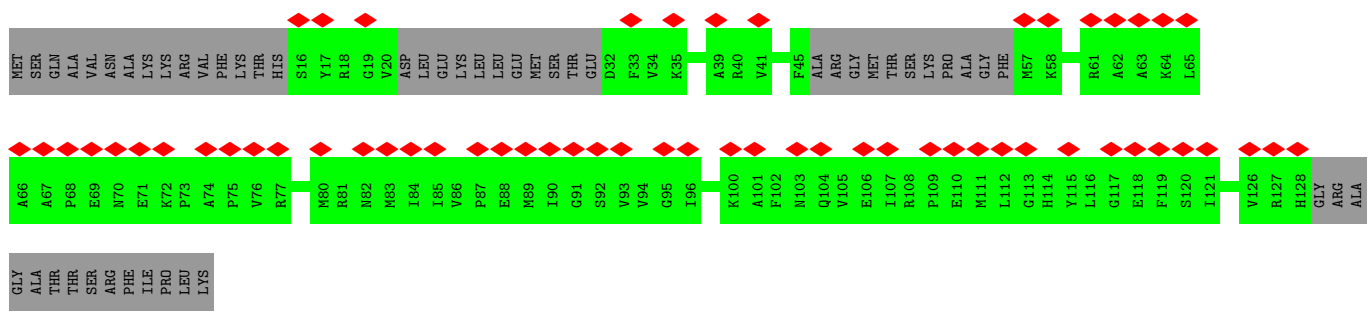 MET SER GLN ALA VAL ASN ALA LYS LYS ARG VAL PHE LYS THR HIS S16 Y17 R18 G19 V20 ASP LEU GLU LYS LEU LEU GLU MET SER THR GLU D32 F33 V34 K35 A39 R40 V41 F45 ALA ARG GLY MET THR SER LYS PRO ALA GLY PHE M57 K58 R61 A62 A63 K64 L65
A66 A67 P68 E69 N70 E71 K72 P73 A74 P75 V76 R77 M80 R81 N82 M83 I84 I85 V86 P87 E88 M89 I90 G91 S92 V93 V94 G95 I96 K100 A101 F102 N103 Q104 V105 E106 I107 R108 P109 E110 M111 L112 G113 H114 Y115 L116 G117 E118 F119 S120 I121 V126 R127 H128 GLY ARG ALA
GLY ALA THR THR SER ARG PHE ILE PRO LEU LYS